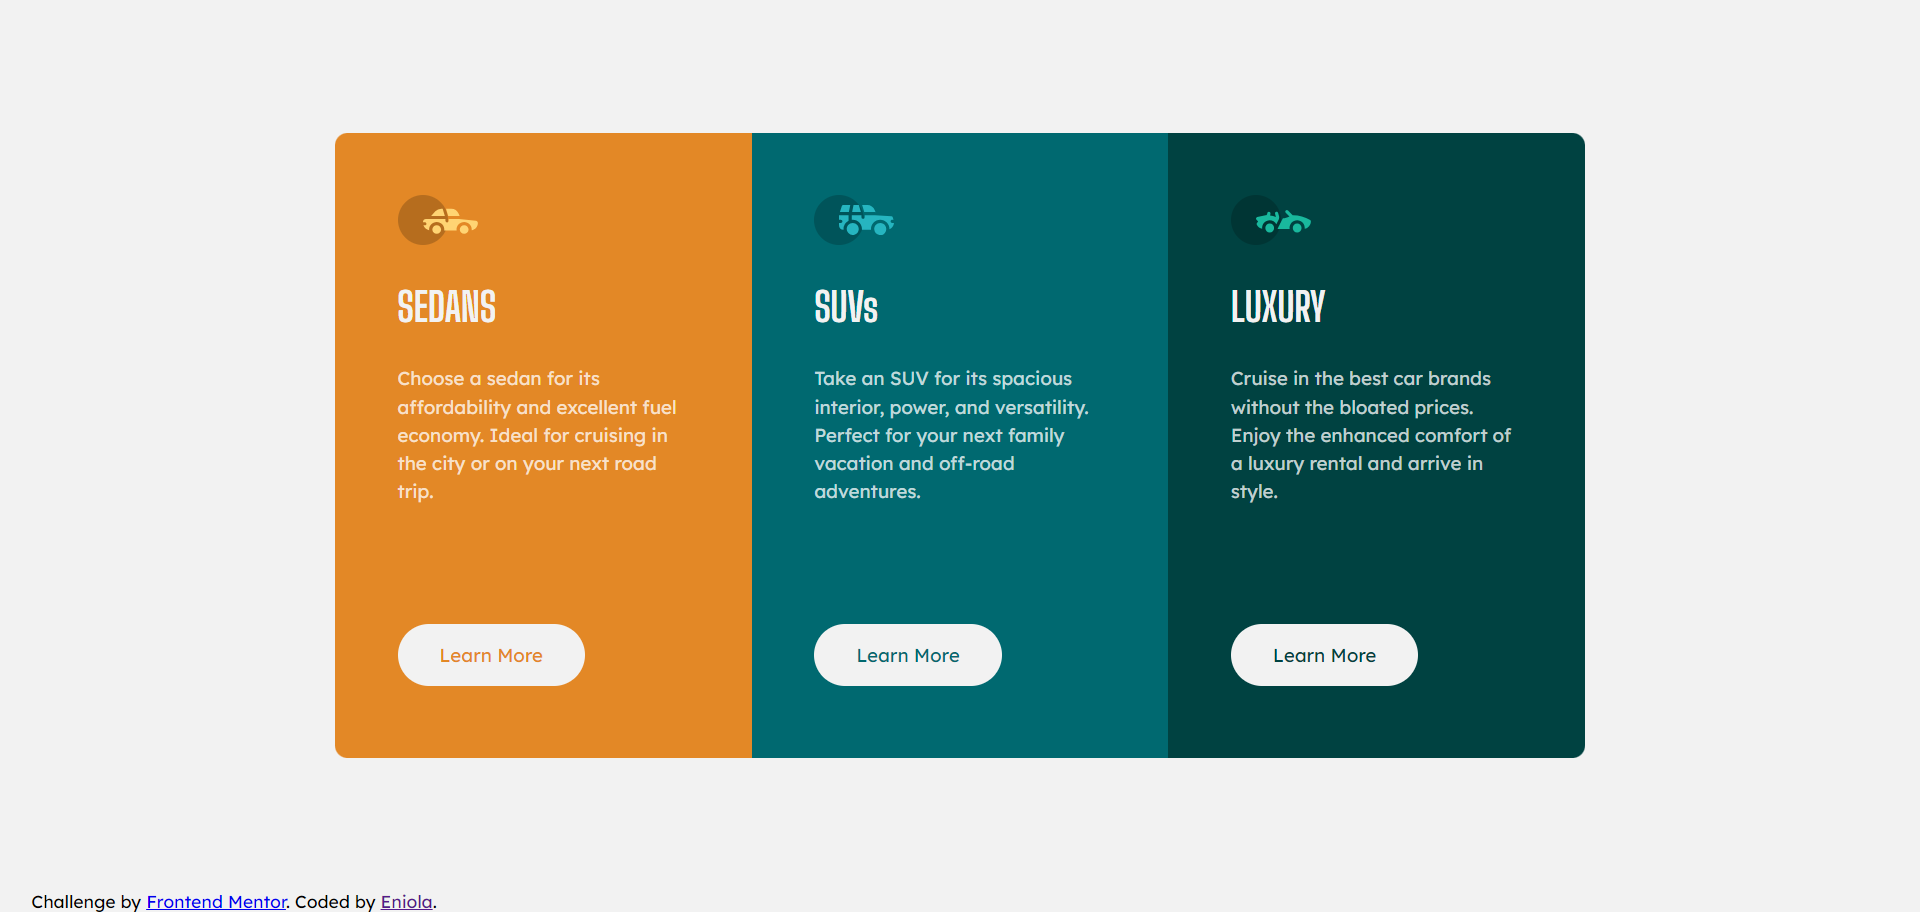 SEDANS
Choose a sedan for its
affordability and excellent fuel
economy. Ideal for cruising in
the city or on your next road
trip.
Learn More
SUVs
Take an SUV for its spacious
interior, power, and versatility.
Perfect for your next family
vacation and off-road
adventures.
Learn More
LUXURY
Cruise in the best car brands
without the bloated prices.
Enjoy the enhanced comfort of
a luxury rental and arrive in
style.
Learn More
Challenge by Frontend Mentor. Coded by Eniola.